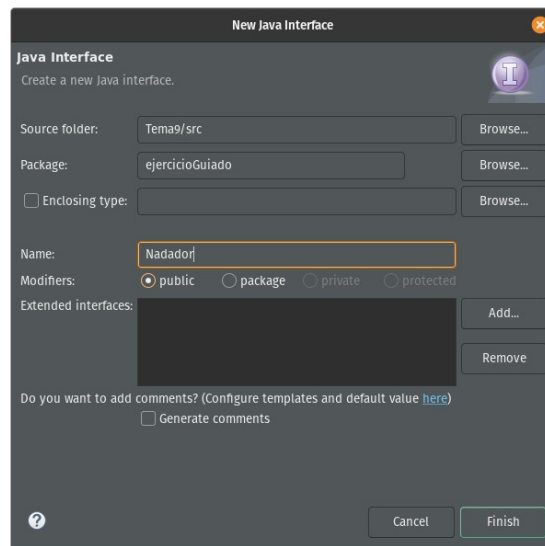 New Java Interface
Java Interface
Create a new Java interface.
I
Source folder: Tema9/src Browse...
Package: ejercicioGuiado Browse...
Enclosing type: Browse...
Name: Nadador
Modifiers: public package private protected
Extended interfaces: Add...
Remove
Do you want to add comments? (Configure templates and default value here)
Generate comments
? Cancel Finish